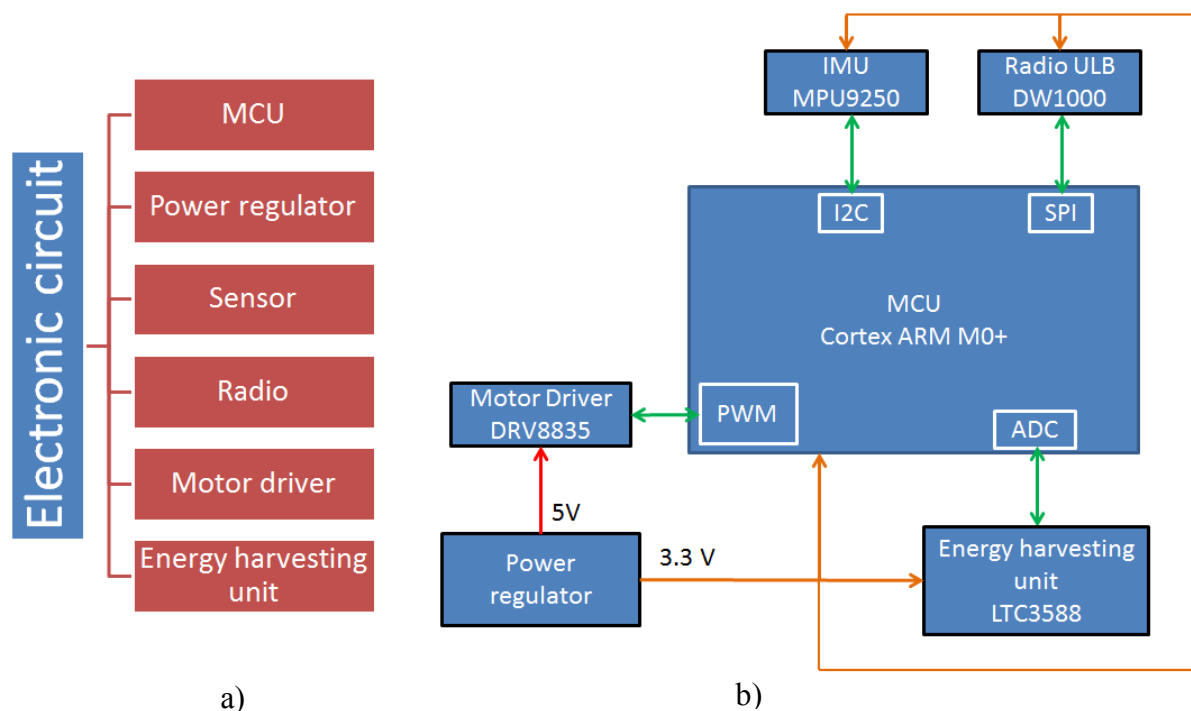 Electronic circuit
MCU
Power regulator
Sensor
Radio
Motor driver
Energy harvesting
unit
a)
IMU
MPU9250
Radio ULB
DW1000
I2C
SPI
MCU
Cortex ARM M0+
Motor Driver
DRV8835
PWM
ADC
5V
3.3 V
Power
regulator
Energy harvesting
unit
LTC3588
b)